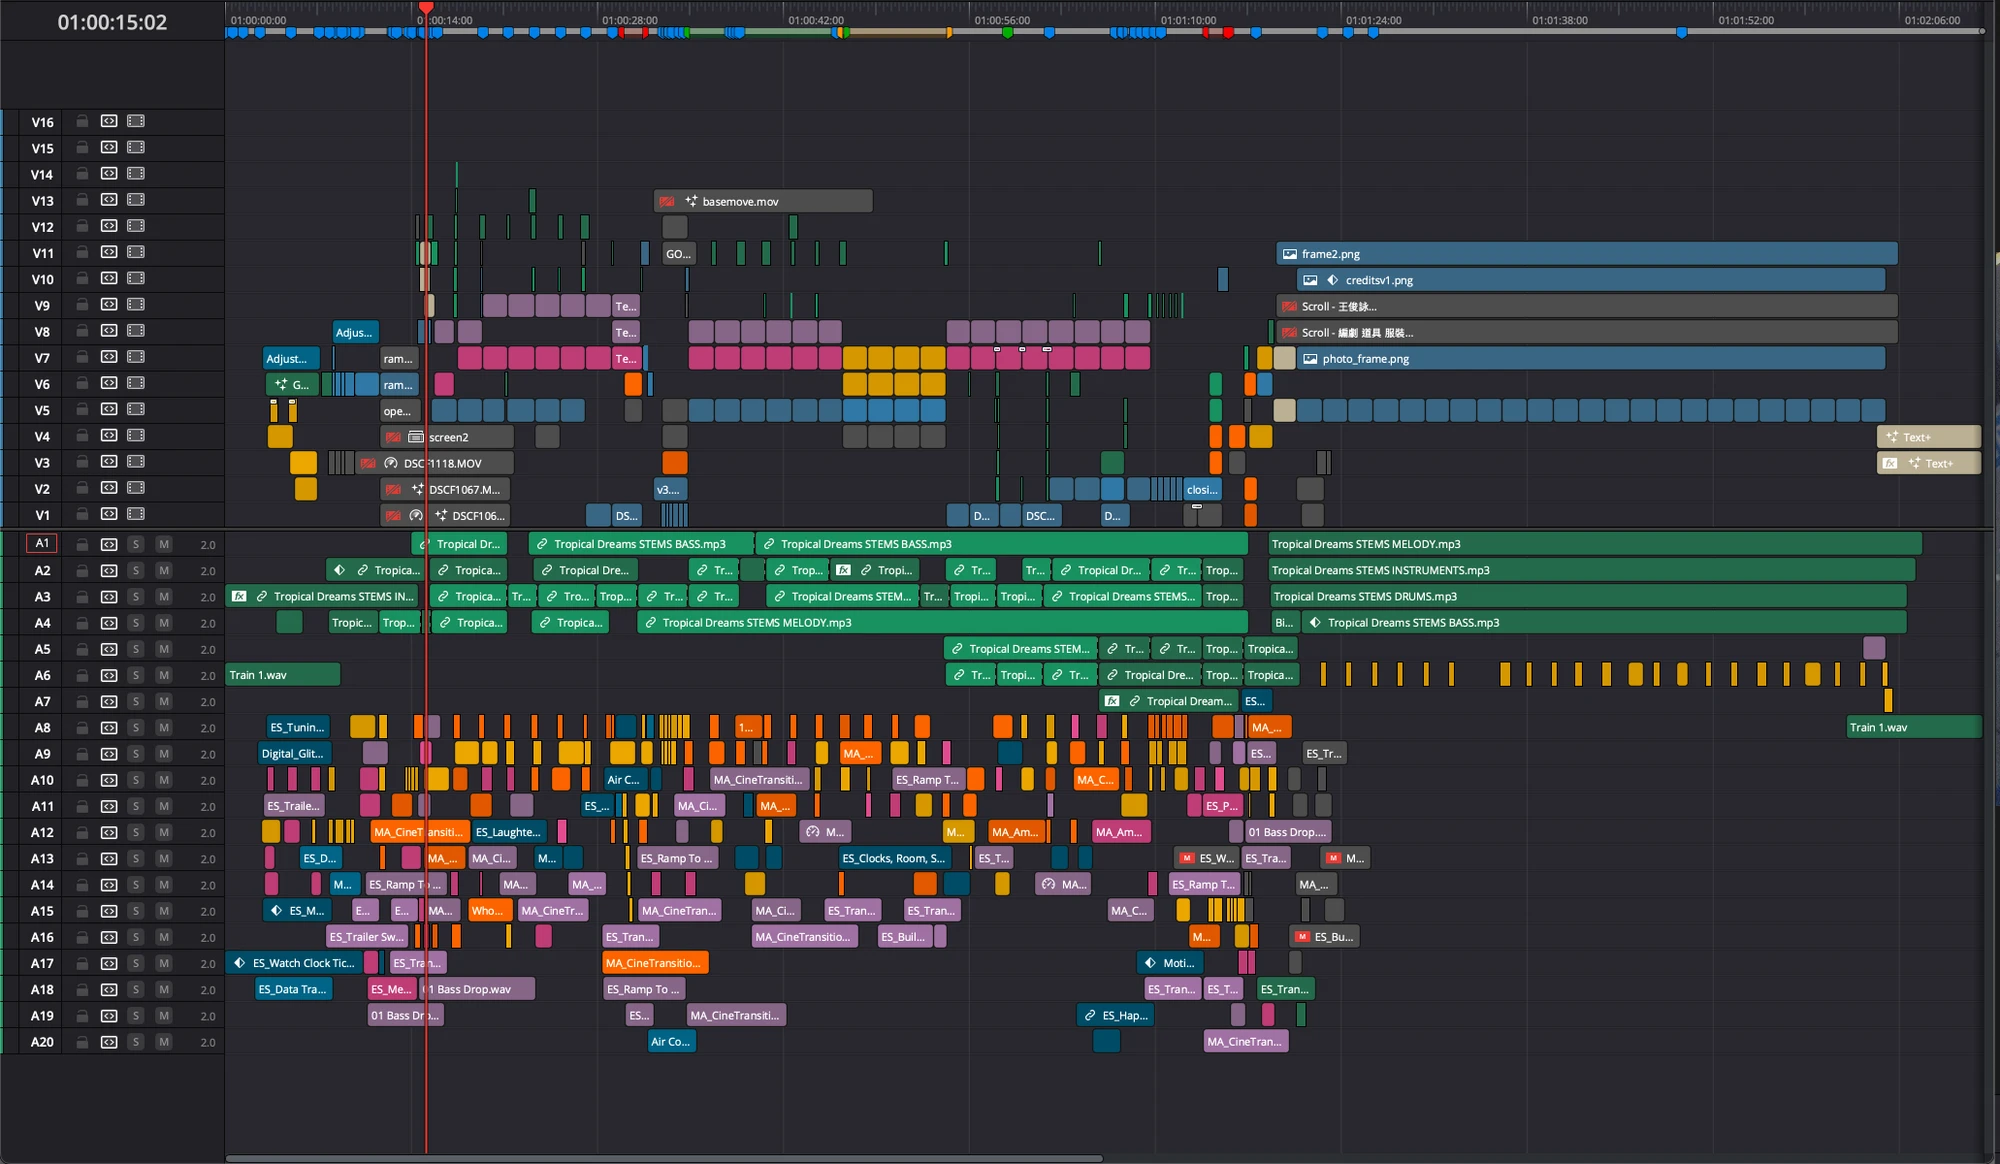 01:00:15:02
01:00:00:00 01:00:14:00 01:00:28:00 01:00:42:00 01:00:56:00 01:01:10:00 01:01:24:00 01:01:38:00 01:01:52:00 01:02:06:00
V16
V15
V14
V13 basemove.mov
V12
V11 GO... frame2.png
V10 creditsv1.png
V9 Te... Scroll - 王俊詠...
V8 Adjus... Te... Scroll - 編劇 道具 服裝...
V7 Adjust... ram... Te... photo_frame.png
V6 G... ram...
V5 ope...
V4 screen2 Text+
V3 DSCF1118.MOV Text+
V2 DSCF1067.M... v3.... closi...
V1 DSCF106... DS... D... DSC... D...
A1 S M 2.0 Tropical Dr... Tropical Dreams STEMS BASS.mp3 Tropical Dreams STEMS BASS.mp3 Tropical Dreams STEMS MELODY.mp3
A2 S M 2.0 Tropica... Tropica... Tropical Dre... Tr... Trop... fx Tropi... Tr... Tr... Tropical Dr... Tr... Trop... Tropical Dreams STEMS INSTRUMENTS.mp3
A3 S M 2.0 fx Tropical Dreams STEMS IN... Tropica... Tr... Tro... Trop... Tr... Tr... Tropical Dreams STEM... Tr... Tropi... Tropi... Tropical Dreams STEMS... Trop... Tropical Dreams STEMS DRUMS.mp3
A4 S M 2.0 Tropic... Trop... Tropica... Tropica... Tropical Dreams STEMS MELODY.mp3 Bi... Tropical Dreams STEMS BASS.mp3
A5 S M 2.0 Tropical Dreams STEM... Tr... Tr... Trop... Tropica...
A6 S M 2.0 Train 1.wav Tr... Tropi... Tr... Tropical Dre... Trop... Tropica...
A7 S M 2.0 fx Tropical Dream... ES...
A8 S M 2.0 ES_Tunin... 1... MA_... Train 1.wav
A9 S M 2.0 Digital_Glit... MA_... ES... ES_Tr...
A10 S M 2.0 Air C... MA_CineTransiti... ES_Ramp T... MA_C...
A11 S M 2.0 ES_Traile... ES_... MA_Ci... MA_... ES_P...
A12 S M 2.0 MA_CineTransiti... ES_Laughte... M... M... MA_Am... MA_Am... 01 Bass Drop....
A13 S M 2.0 ES_D... MA_... MA_Ci... M... ES_Ramp To ... ES_Clocks, Room, S... ES_T... M ES_W... ES_Tra... M M...
A14 S M 2.0 M... ES_Ramp To ... MA... MA_... MA... ES_Ramp T... MA_...
A15 S M 2.0 ES_M... E... E... MA... Who... MA_CineTr... MA_CineTran... MA_Ci... ES_Tran... ES_Tran... MA_C...
A16 S M 2.0 ES_Trailer Sw... ES_Tran... MA_CineTransitio... ES_Buil... M... M ES_Bu...
A17 S M 2.0 ES_Watch Clock Tic... ES_Tran... MA_CineTransitio... Moti...
A18 S M 2.0 ES_Data Tra... ES_Me... 01 Bass Drop.wav ES_Ramp To ... ES_Tran... ES_T... ES_Tran...
A19 S M 2.0 01 Bass Dro... ES... MA_CineTransiti... ES_Hap...
A20 S M 2.0 Air Co... MA_CineTran...